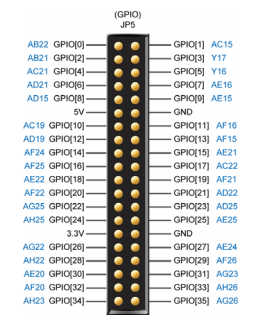 (GPIO)
JP5
AB22 GPIO[0] GPIO[1] AC15
AB21 GPIO[2] GPIO[3] Y17
AC21 GPIO[4] GPIO[5] Y16
AD21 GPIO[6] GPIO[7] AE16
AD15 GPIO[8] GPIO[9] AE15
5V GND
AC19 GPIO[10] GPIO[11] AF16
AD19 GPIO[12] GPIO[13] AF15
AF24 GPIO[14] GPIO[15] AE21
AF25 GPIO[16] GPIO[17] AC22
AE22 GPIO[18] GPIO[19] AF21
AF22 GPIO[20] GPIO[21] AD22
AG25 GPIO[22] GPIO[23] AD25
AH25 GPIO[24] GPIO[25] AE25
3.3V GND
AG22 GPIO[26] GPIO[27] AE24
AH22 GPIO[28] GPIO[29] AF26
AE20 GPIO[30] GPIO[31] AG23
AF20 GPIO[32] GPIO[33] AH26
AH23 GPIO[34] GPIO[35] AG26